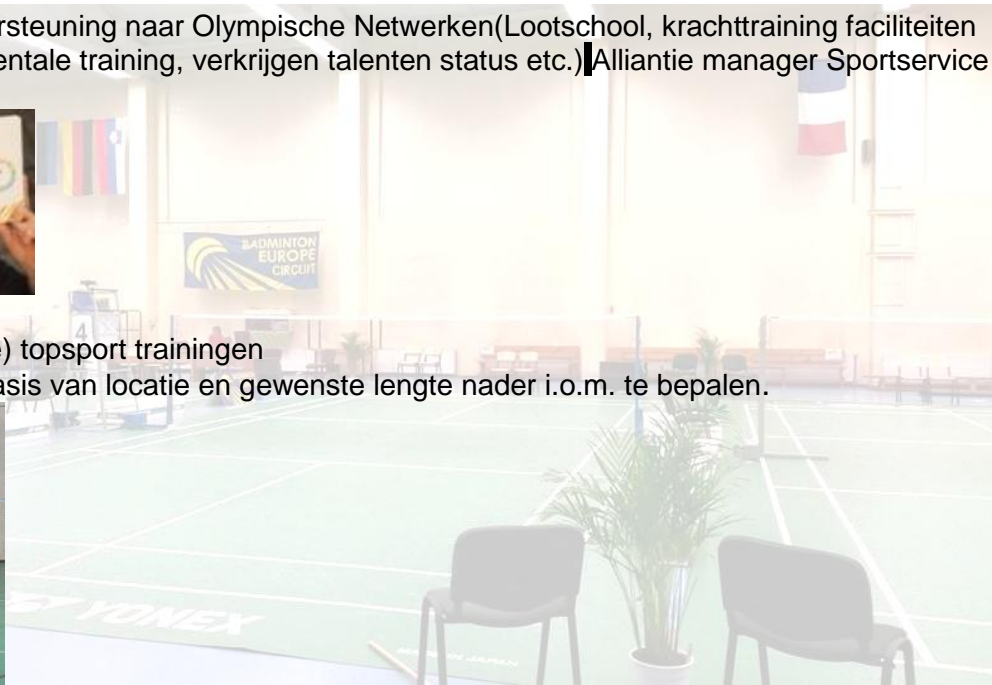 rsteuning naar Olympische Netwerken(Lootschool, krachttraining faciliteiten
entale training, verkrijgen talenten status etc.) Alliantie manager Sportservice
BADMINTON
EUROPE
CIRCUIT
4
e) topsport trainingen
asis van locatie en gewenste lengte nader i.o.m. te bepalen.
YONEX